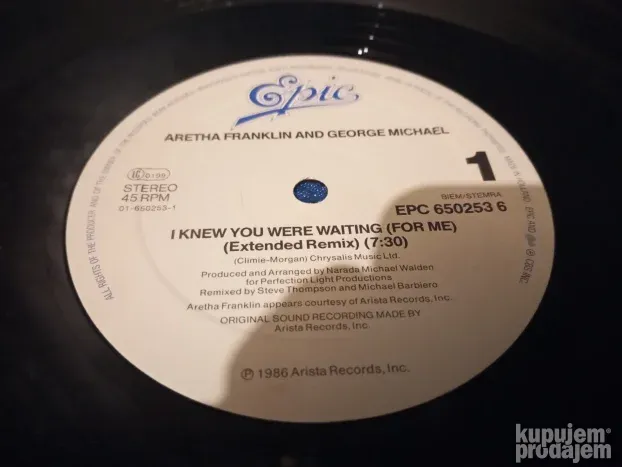 Epic
ARETHA FRANKLIN AND GEORGE MICHAEL
1
STEREO
45 RPM
01-650253-1
BIEM/STEMRA
EPC 650253 6
I KNEW YOU WERE WAITING (FOR ME)
(Extended Remix) (7:30)
(Climie-Morgan) Chrysalis Music Ltd.
Produced and Arranged by Narada Michael Walden
for Perfection Light Productions
Remixed by Steve Thompson and Michael Barbiero
Aretha Franklin appears courtesy of Arista Records, Inc.
ORIGINAL SOUND RECORDING MADE BY
Arista Records, Inc.
℗ 1986 Arista Records, Inc.
ALL RIGHTS OF THE PRODUCER AND OF THE OWNER OF THE RECORDED WORK
kupujem
prodajem